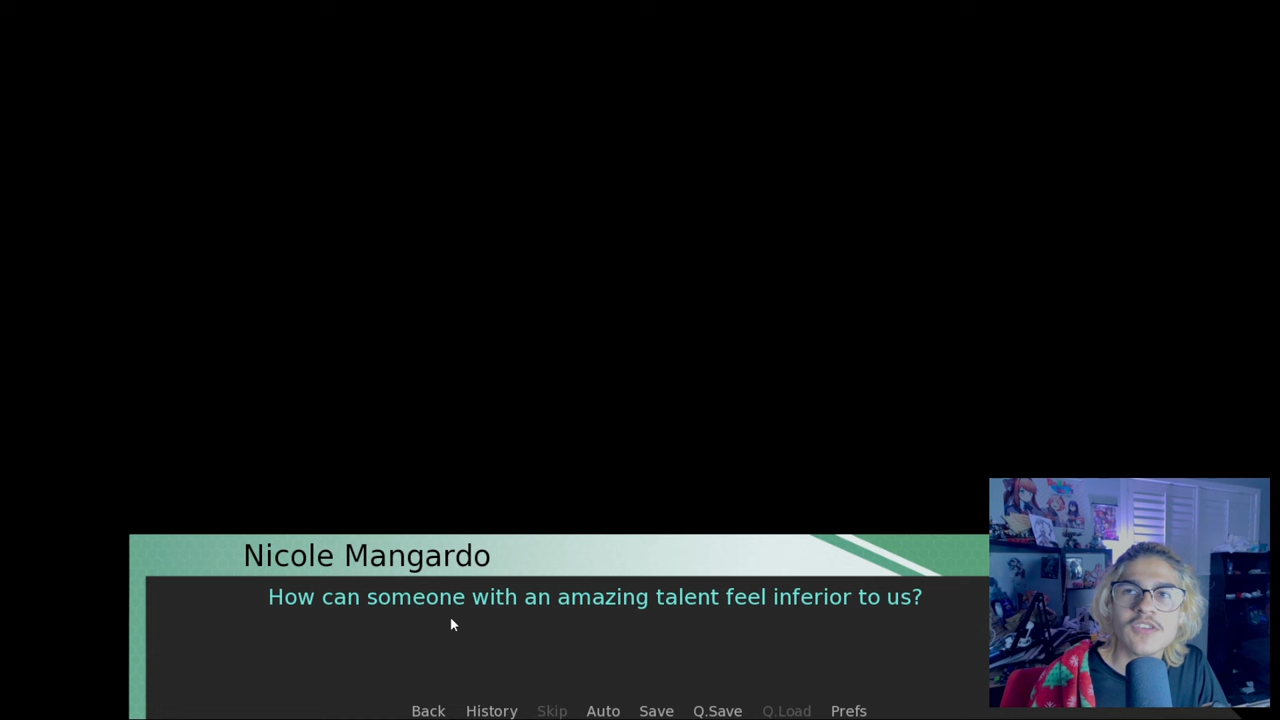 Nicole Mangardo
How can someone with an amazing talent feel inferior to us?
Back History Skip Auto Save Q.Save Q.Load Prefs